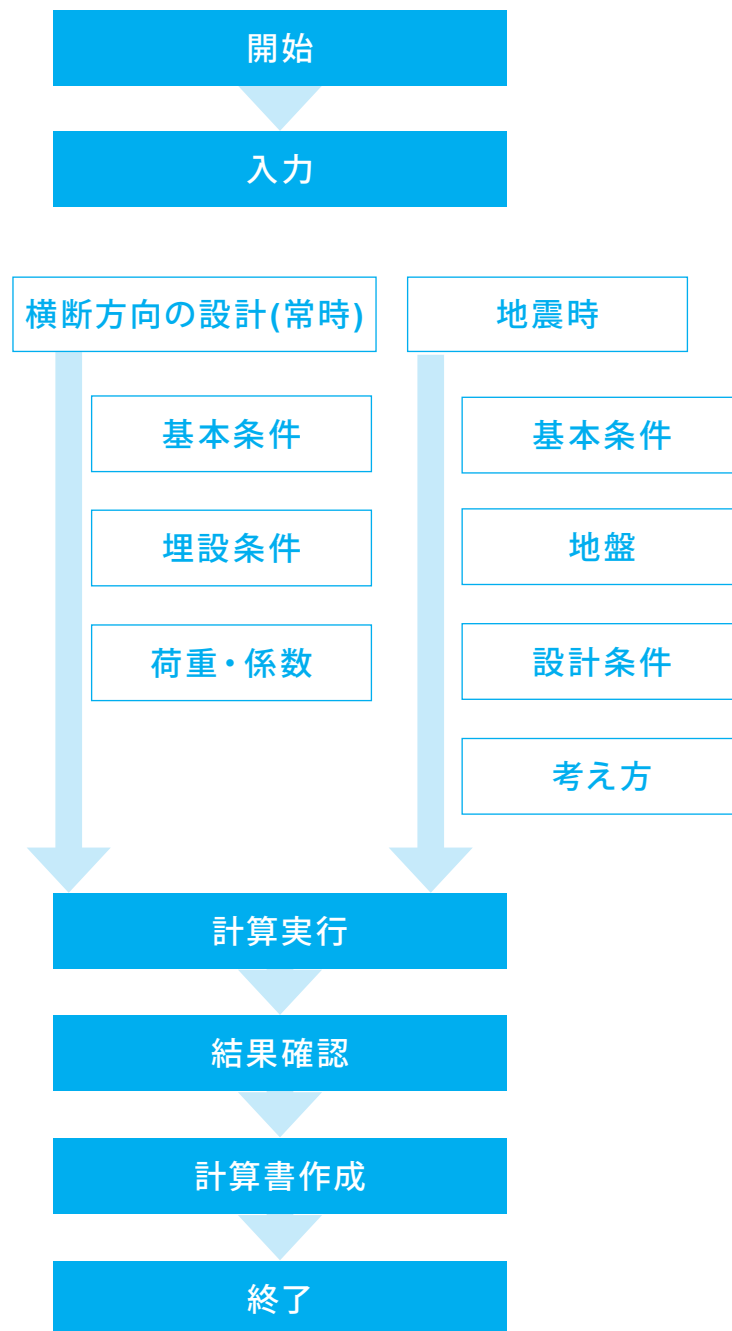 開始
入力
横断方向の設計(常時)
基本条件
埋設条件
荷重・係数
地震時
基本条件
地盤
設計条件
考え方
計算実行
結果確認
計算書作成
終了